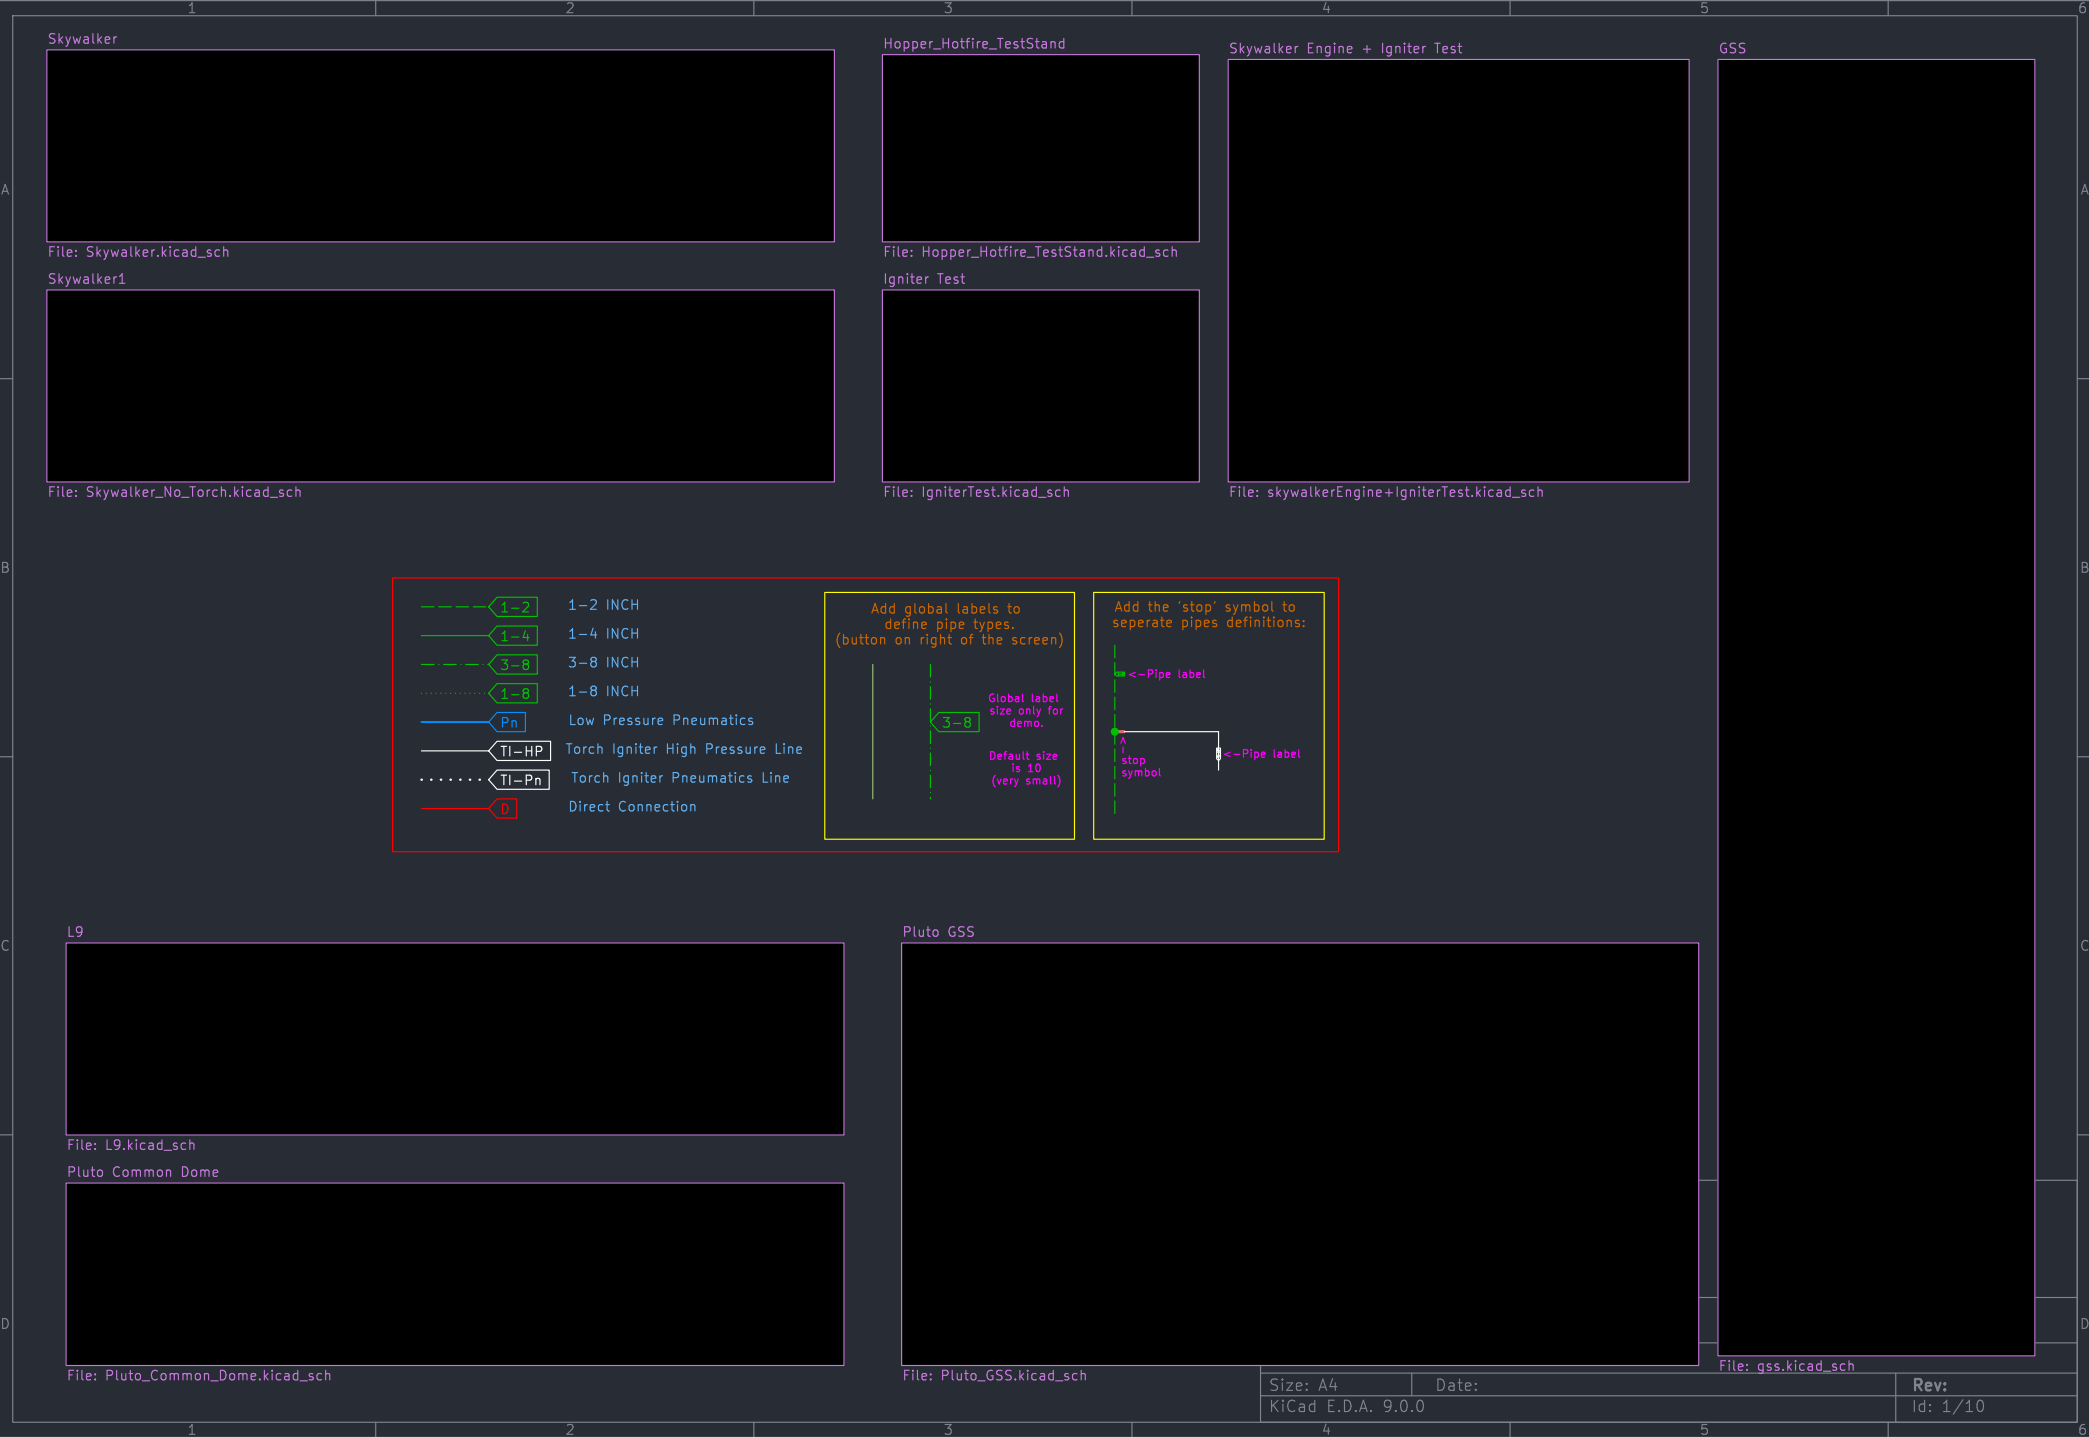 1 2 3 4 5 6
Skywalker
File: Skywalker.kicad_sch
Hopper_Hotfire_TestStand
File: Hopper_Hotfire_TestStand.kicad_sch
Skywalker Engine + Igniter Test
File: skywalkerEngine+IgniterTest.kicad_sch
GSS
File: gss.kicad_sch
A A
Skywalker1
File: Skywalker_No_Torch.kicad_sch
Igniter Test
File: IgniterTest.kicad_sch
B B
1-2 1-2 INCH
1-4 1-4 INCH
3-8 3-8 INCH
1-8 1-8 INCH
Pn Low Pressure Pneumatics
TI-HP Torch Igniter High Pressure Line
TI-Pn Torch Igniter Pneumatics Line
D Direct Connection
Add global labels to
define pipe types.
(button on right of the screen)
3-8
Global label
size only for
demo.
Default size
is 10
(very small)
Add the 'stop' symbol to
seperate pipes definitions:
<-Pipe label
<-Pipe label
<-
stop
symbol
C C
L9
File: L9.kicad_sch
Pluto GSS
File: Pluto_GSS.kicad_sch
Pluto Common Dome
File: Pluto_Common_Dome.kicad_sch
D D
Size: A4 Date: Rev:
KiCad E.D.A. 9.0.0 Id: 1/10
1 2 3 4 5 6